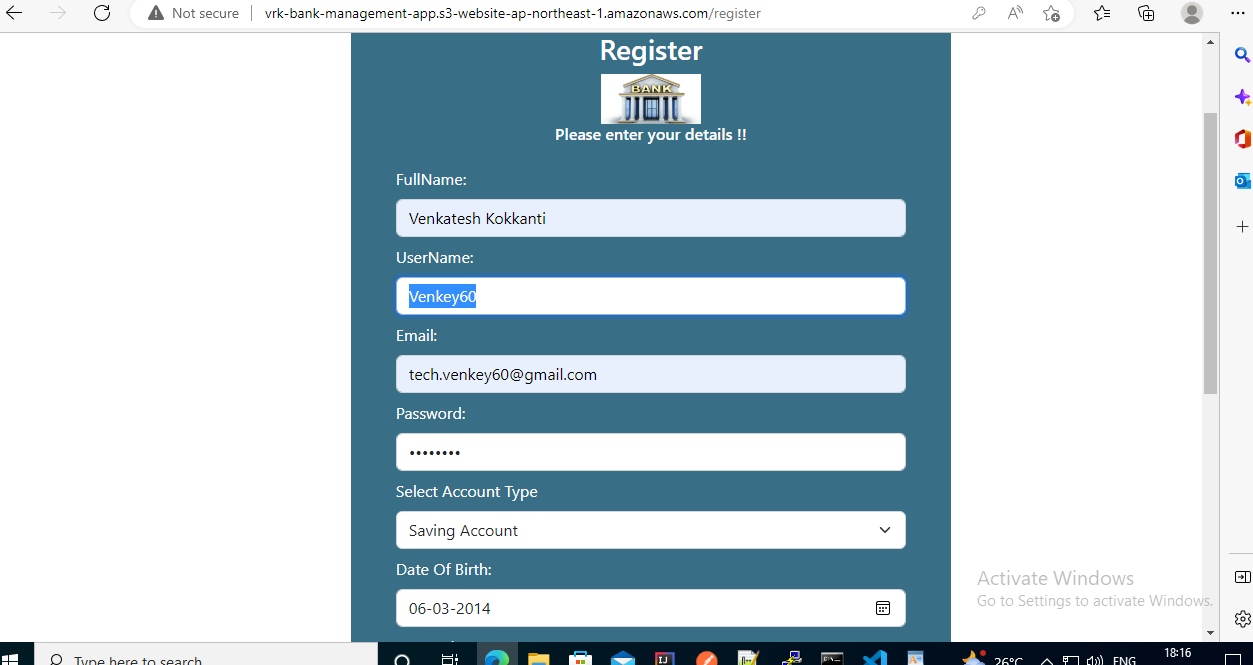 Not secure
vrk-bank-management-app.s3-website-ap-northeast-1.amazonaws.com/register
Register
BANK
Please enter your details !!
FullName:
Venkatesh Kokkanti
UserName:
Venkey60
Email:
tech.venkey60@gmail.com
Password:
••••••••
Select Account Type
Saving Account
Date Of Birth:
06-03-2014
Activate Windows
Go to Settings to activate Windows.
Type here to search
26°C
ENG
18:16